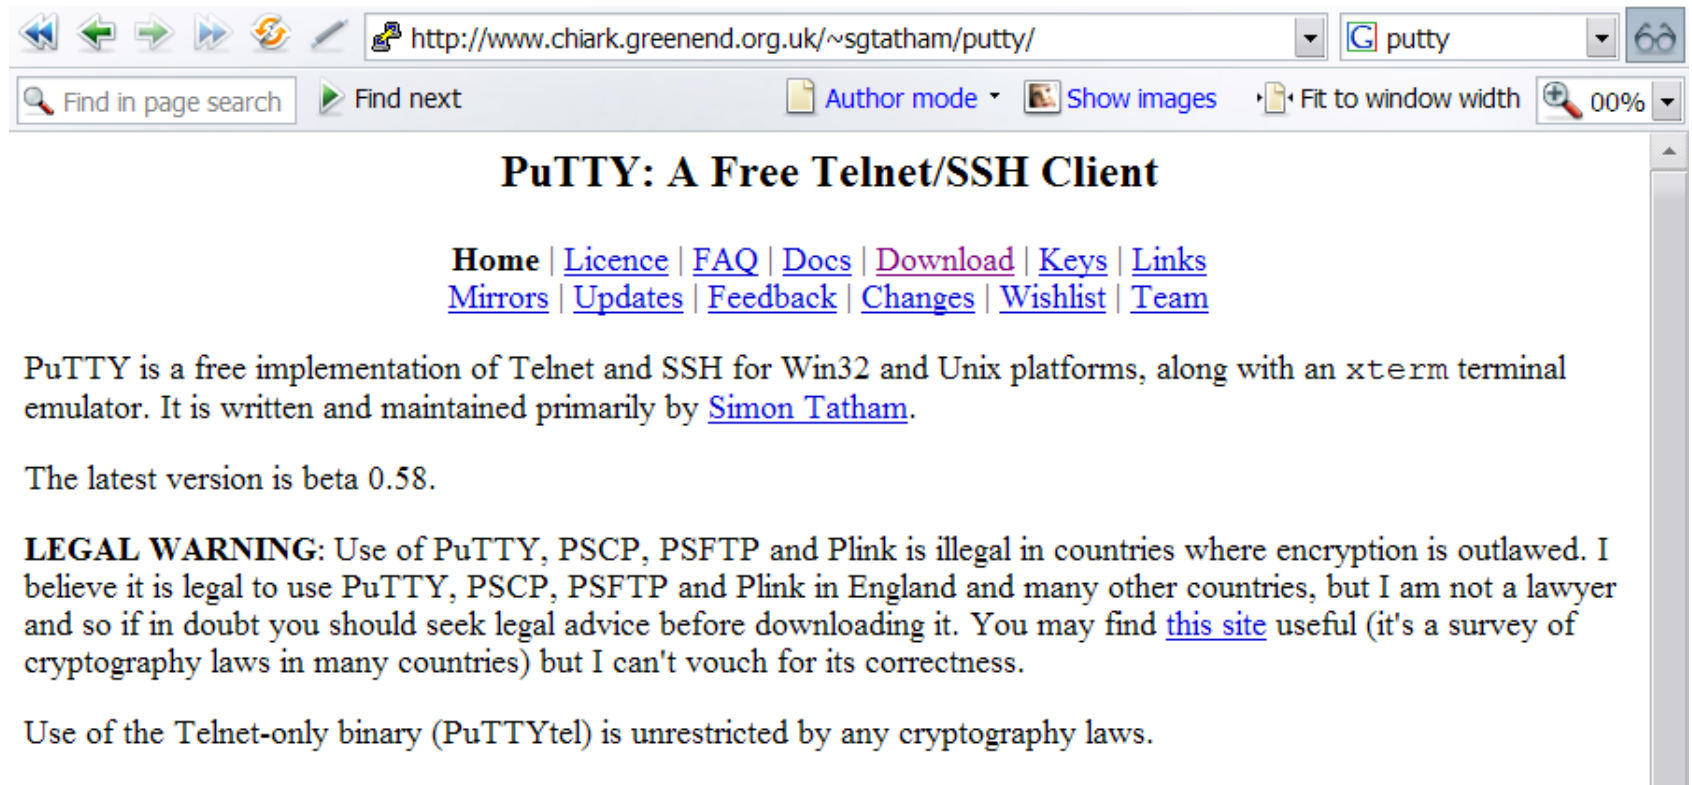 http://www.chiark.greenend.org.uk/~sgtatham/putty/ G putty
Find in page search Find next Author mode Show images Fit to window width 00%
PuTTY: A Free Telnet/SSH Client
Home | Licence | FAQ | Docs | Download | Keys | Links
Mirrors | Updates | Feedback | Changes | Wishlist | Team
PuTTY is a free implementation of Telnet and SSH for Win32 and Unix platforms, along with an xterm terminal
emulator. It is written and maintained primarily by Simon Tatham.
The latest version is beta 0.58.
LEGAL WARNING: Use of PuTTY, PSCP, PSFTP and Plink is illegal in countries where encryption is outlawed. I
believe it is legal to use PuTTY, PSCP, PSFTP and Plink in England and many other countries, but I am not a lawyer
and so if in doubt you should seek legal advice before downloading it. You may find this site useful (it's a survey of
cryptography laws in many countries) but I can't vouch for its correctness.
Use of the Telnet-only binary (PuTTYtel) is unrestricted by any cryptography laws.